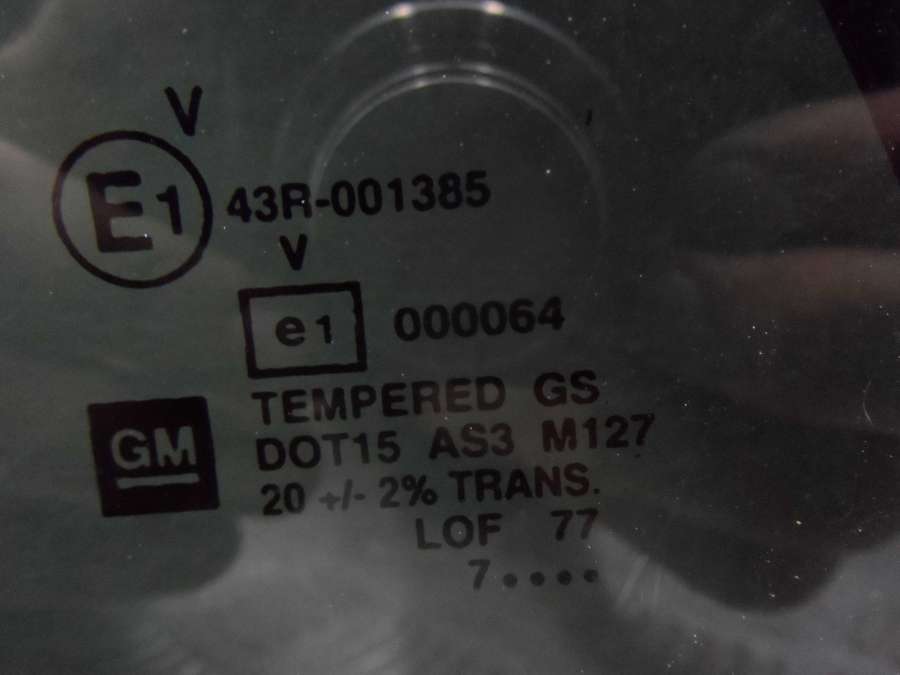 V
E1 43R-001385
V
e1 000064
GM
TEMPERED GS
DOT15 AS3 M127
20 +/- 2% TRANS.
LOF 77
7••••